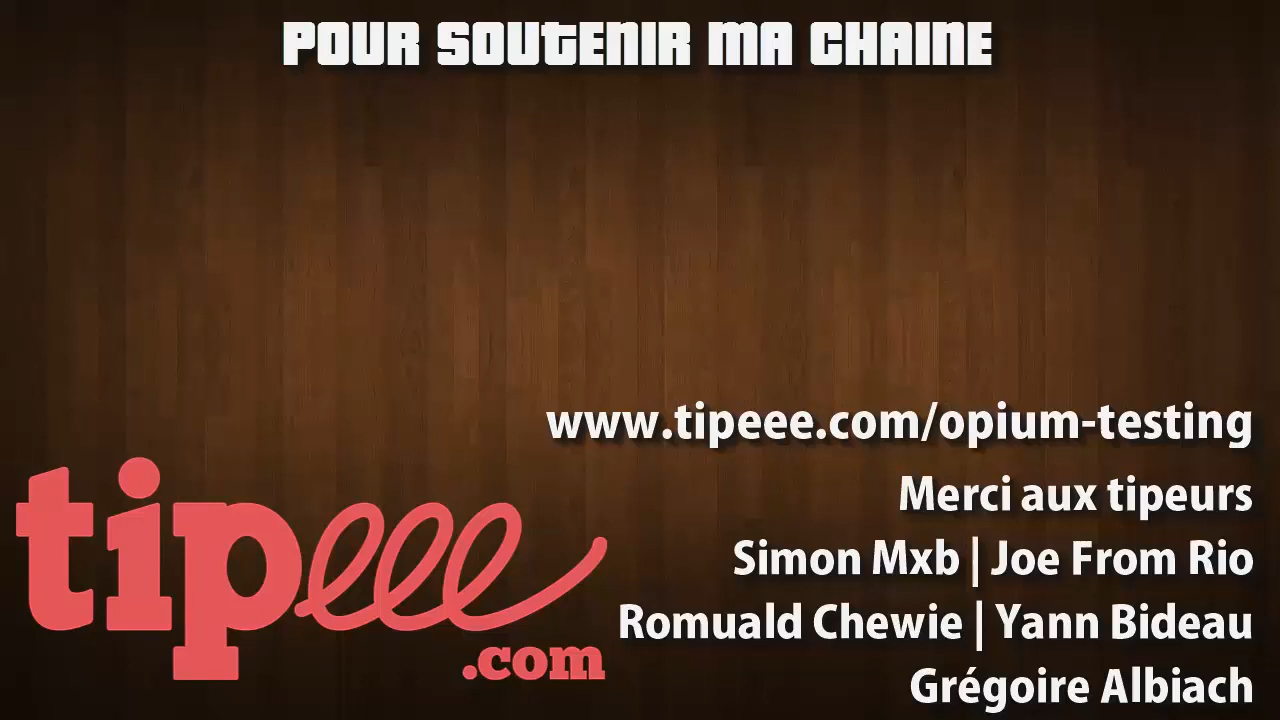 POUR SOUTENIR MA CHAINE
www.tipeee.com/opium-testing
Merci aux tipeurs
Simon Mxb | Joe From Rio
Romuald Chewie | Yann Bideau
Grégoire Albiach
tipeee
.com